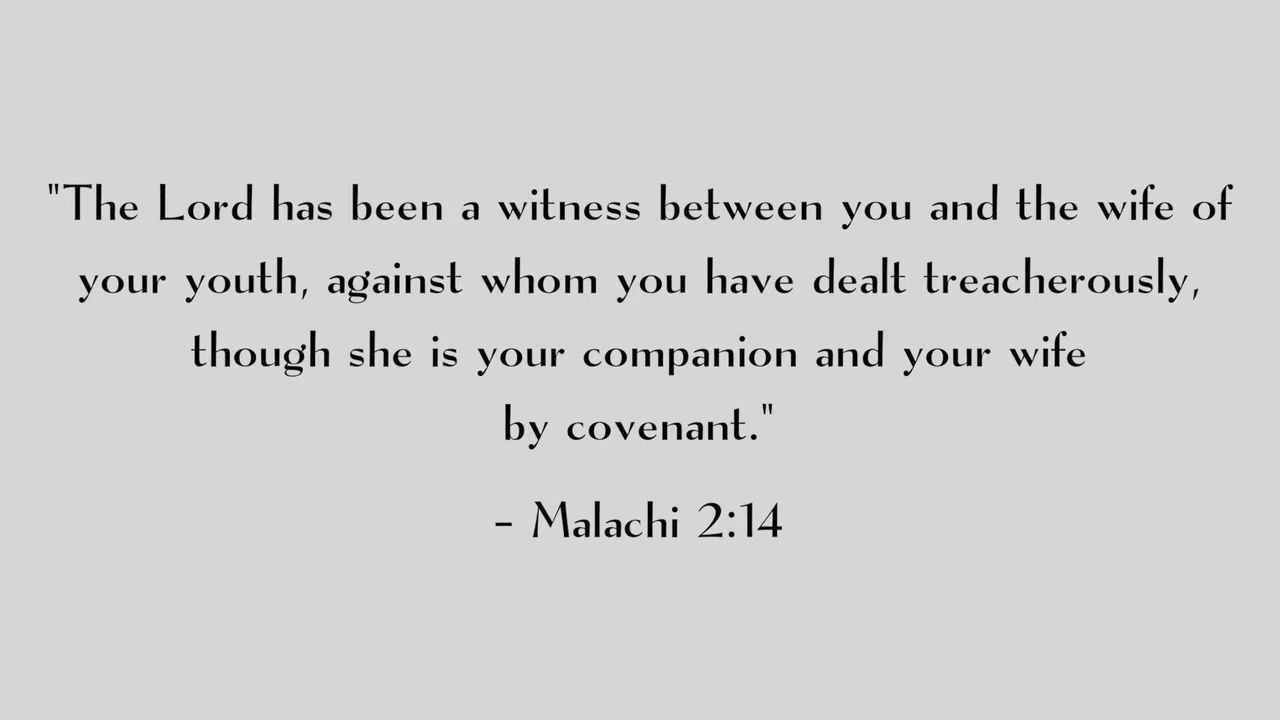 "The Lord has been a witness between you and the wife of
your youth, against whom you have dealt treacherously,
though she is your companion and your wife
by covenant."
- Malachi 2:14